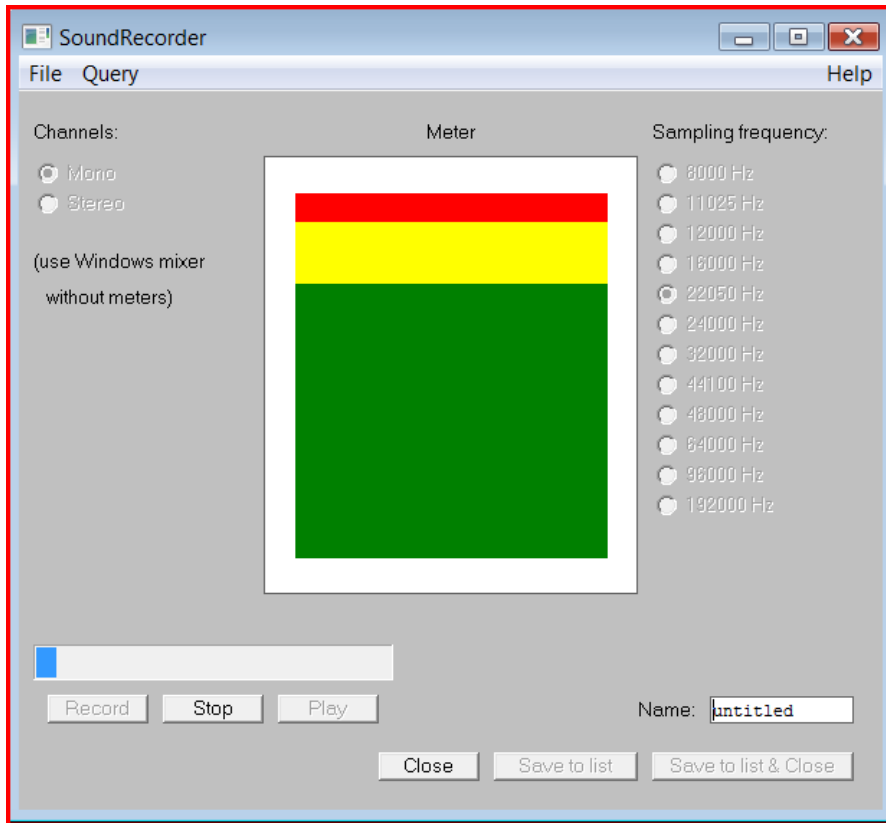 SoundRecorder
File Query Help
Channels:
Mono
Stereo
(use Windows mixer
without meters)
Meter
Sampling frequency:
8000 Hz
11025 Hz
12000 Hz
16000 Hz
22050 Hz
24000 Hz
32000 Hz
44100 Hz
48000 Hz
64000 Hz
96000 Hz
192000 Hz
Record Stop Play
Name: untitled
Close Save to list Save to list & Close